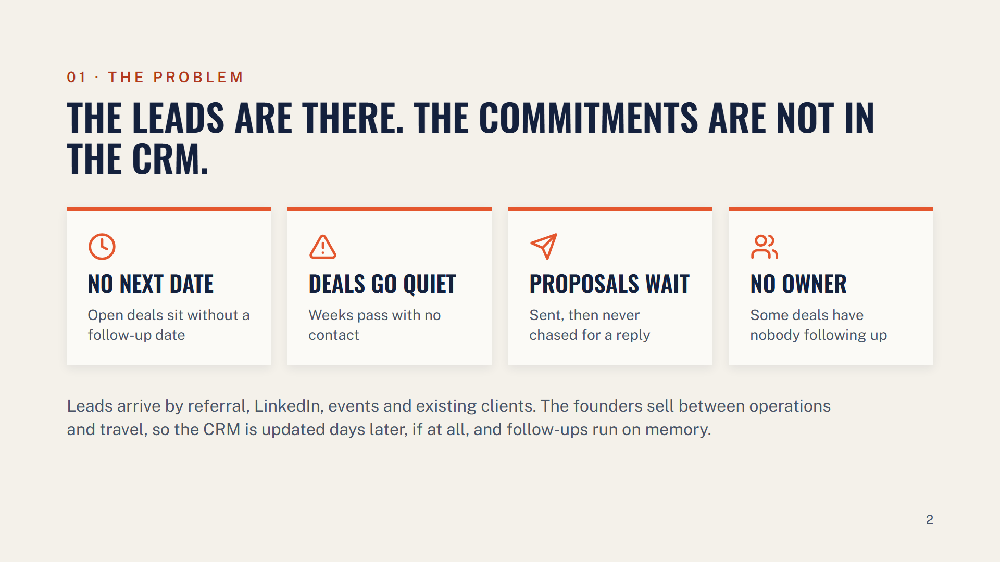 01 · THE PROBLEM
THE LEADS ARE THERE. THE COMMITMENTS ARE NOT IN
THE CRM.
NO NEXT DATE
Open deals sit without a
follow-up date
DEALS GO QUIET
Weeks pass with no
contact
PROPOSALS WAIT
Sent, then never
chased for a reply
NO OWNER
Some deals have
nobody following up
Leads arrive by referral, LinkedIn, events and existing clients. The founders sell between operations
and travel, so the CRM is updated days later, if at all, and follow-ups run on memory.
2